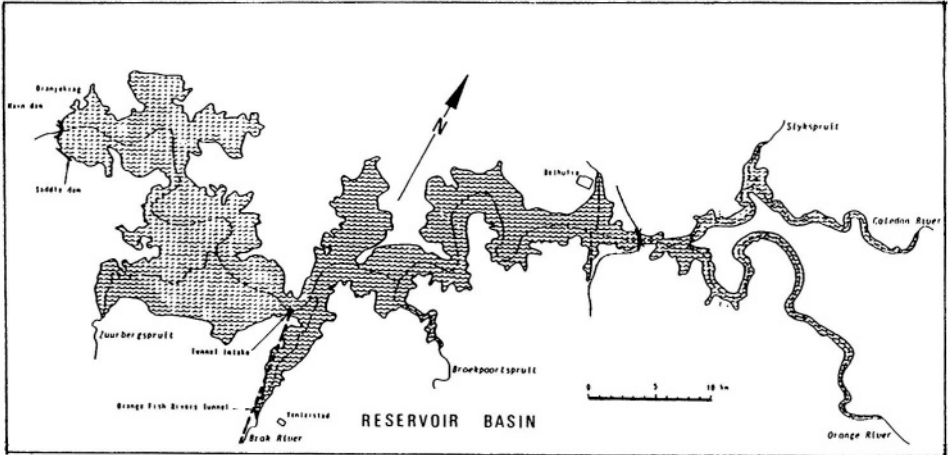 Oranjekrag
Main dam
Saddle dam
Zuurbergspruit
Tunnel intake
Orange Fish Rivers Tunnel
Venterstad
Brak River
N
Broekpoortspruit
Bethulie
Slykspruit
Caledon River
0 5 10 km
RESERVOIR BASIN
Orange River